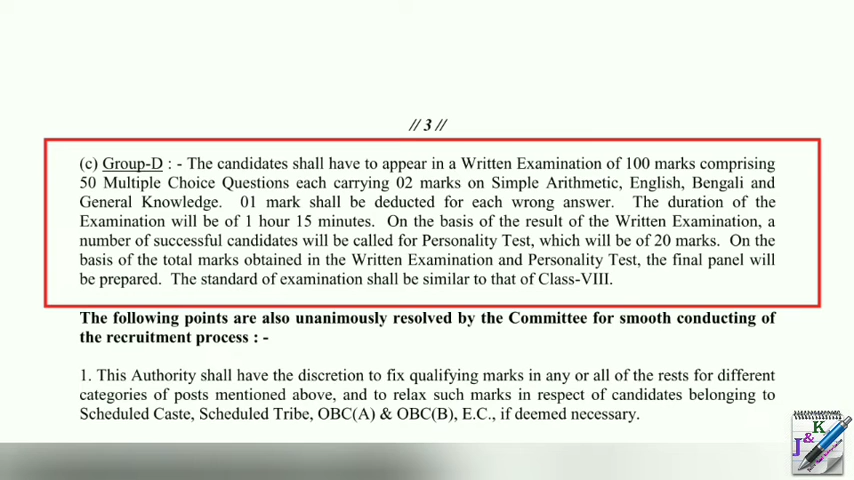 // 3 //
(c) Group-D : - The candidates shall have to appear in a Written Examination of 100 marks comprising
50 Multiple Choice Questions each carrying 02 marks on Simple Arithmetic, English, Bengali and
General Knowledge. 01 mark shall be deducted for each wrong answer. The duration of the
Examination will be of 1 hour 15 minutes. On the basis of the result of the Written Examination, a
number of successful candidates will be called for Personality Test, which will be of 20 marks. On the
basis of the total marks obtained in the Written Examination and Personality Test, the final panel will
be prepared. The standard of examination shall be similar to that of Class-VIII.
The following points are also unanimously resolved by the Committee for smooth conducting of
the recruitment process : -
1. This Authority shall have the discretion to fix qualifying marks in any or all of the rests for different
categories of posts mentioned above, and to relax such marks in respect of candidates belonging to
Scheduled Caste, Scheduled Tribe, OBC(A) & OBC(B), E.C., if deemed necessary.
J & K